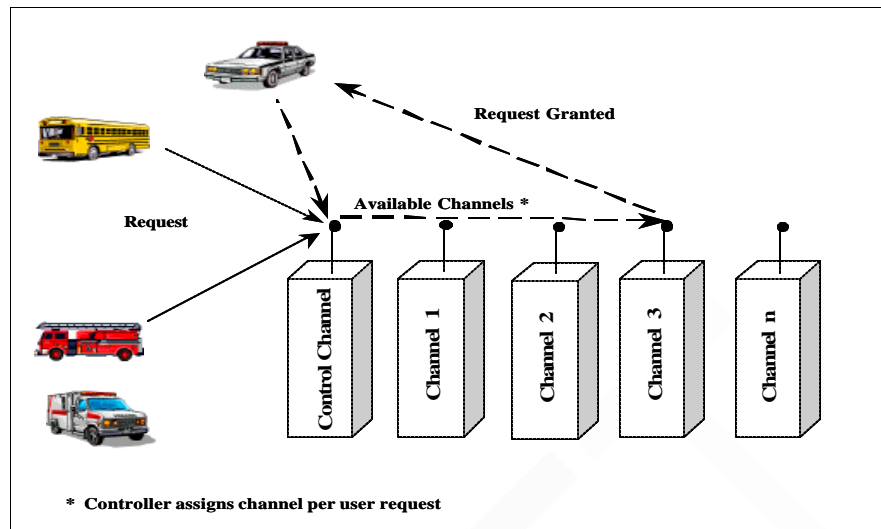 Request Granted
Available Channels *
Request
Control Channel
Channel 1
Channel 2
Channel 3
Channel n
* Controller assigns channel per user request